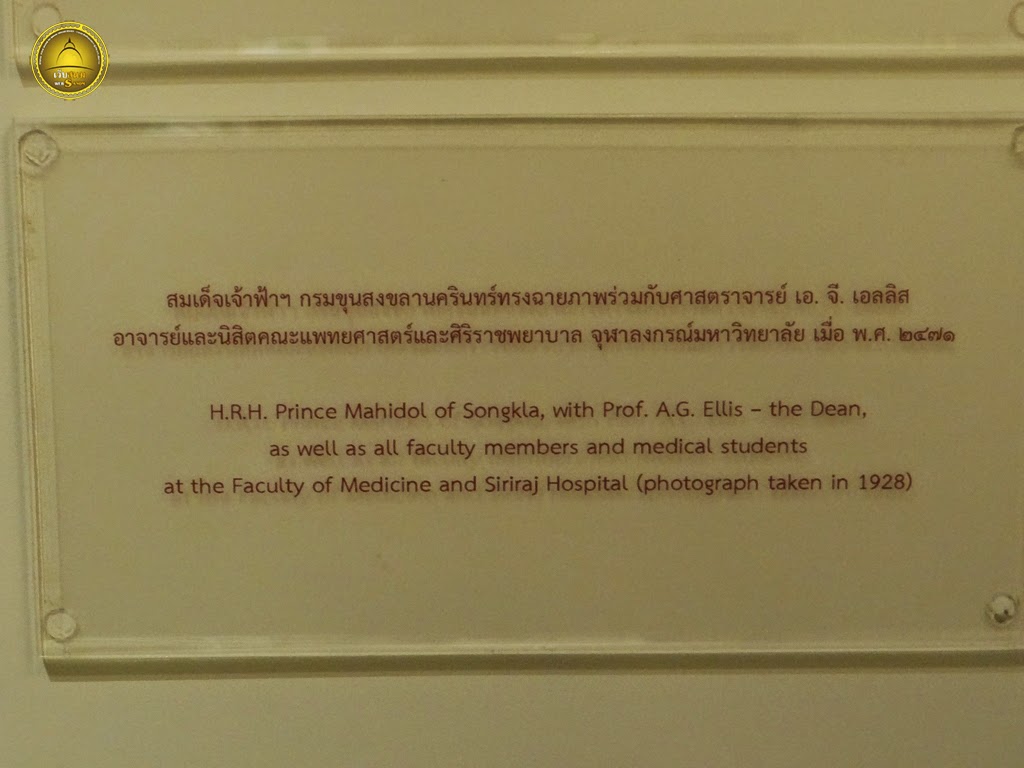 สมเด็จเจ้าฟ้าฯ กรมขุนสงขลานครินทร์ทรงฉายภาพร่วมกับศาสตราจารย์ เอ. จี. เอลลิส
อาจารย์และนิสิตคณะแพทยศาสตร์และศิริราชพยาบาล จุฬาลงกรณ์มหาวิทยาลัย เมื่อ พ.ศ. ๒๔๗๑
H.R.H. Prince Mahidol of Songkla, with Prof. A.G. Ellis – the Dean,
as well as all faculty members and medical students
at the Faculty of Medicine and Siriraj Hospital (photograph taken in 1928)